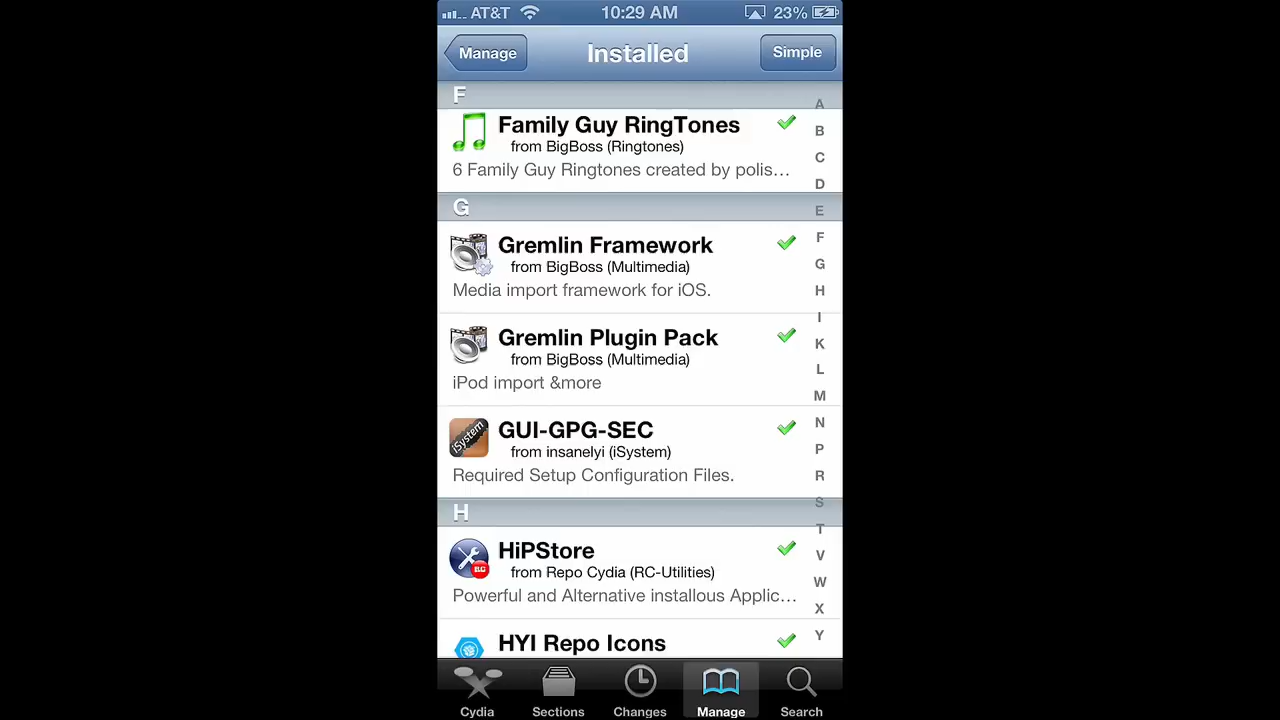 AT&T 10:29 AM 23%
Manage Installed Simple
F
Family Guy RingTones
from BigBoss (Ringtones)
6 Family Guy Ringtones created by polis…
G
Gremlin Framework
from BigBoss (Multimedia)
Media import framework for iOS.
Gremlin Plugin Pack
from BigBoss (Multimedia)
iPod import &more
iSystem
GUI-GPG-SEC
from insanelyi (iSystem)
Required Setup Configuration Files.
H
HiPStore
RC
from Repo Cydia (RC-Utilities)
Powerful and Alternative installous Applic…
HYI Repo Icons
A
B
C
D
E
F
G
H
I
K
L
M
N
P
R
S
T
V
W
X
Y
Cydia Sections Changes Manage Search